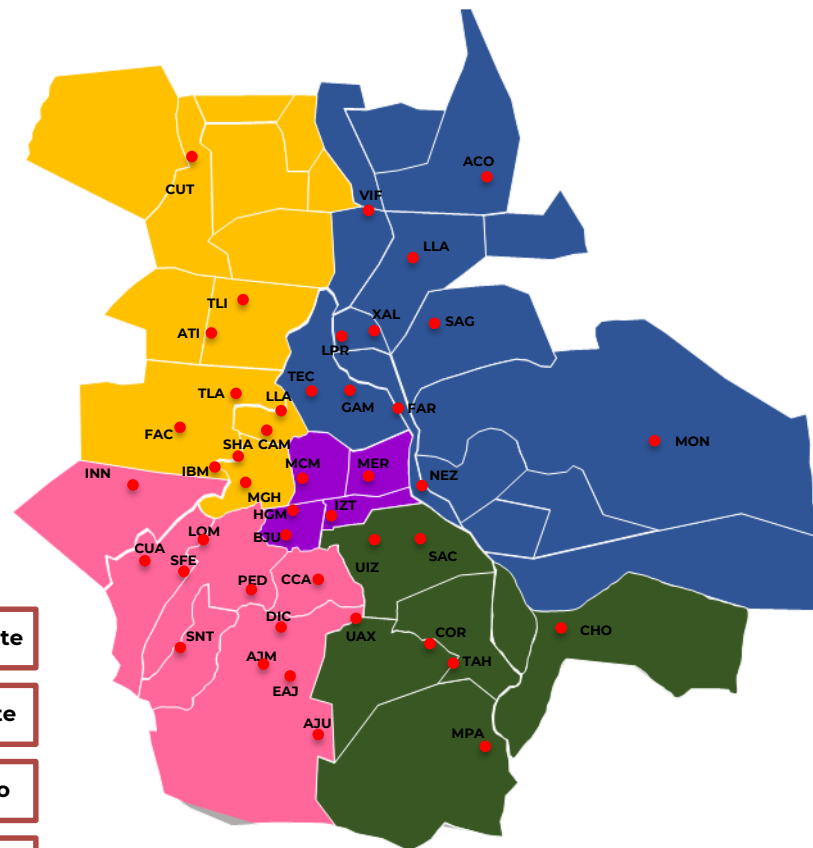 ACO
CUT
VIF
LLA
TLI
XAL
SAG
ATI
LPR
TEC
TLA
LLA
GAM
FAR
FAC
SHA
CAM
MON
IBM
MCM
MER
INN
NEZ
MGH
HGM
IZT
LOM
BJU
CUA
SAC
SFE
UIZ
PED
CCA
DIC
UAX
COR
CHO
SNT
AJM
TAH
EAJ
AJU
MPA
te
te
o